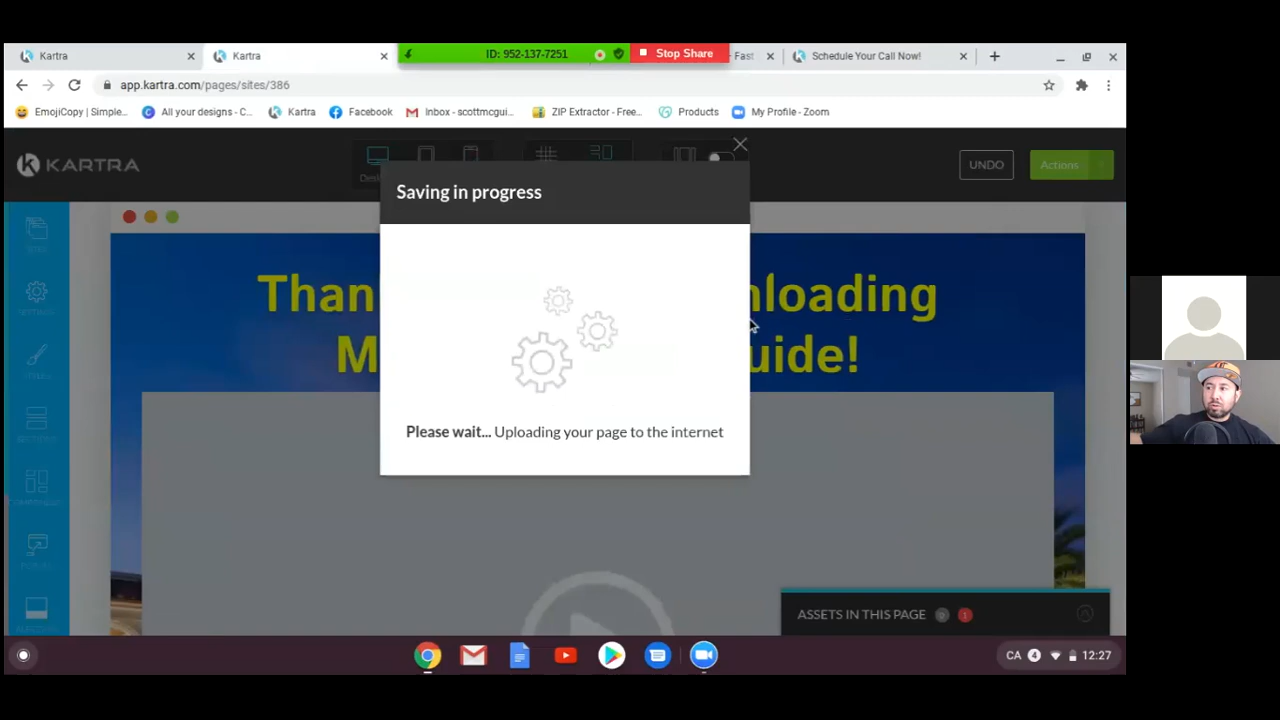 Kartra
Kartra
ID: 952-137-7251
Stop Share
Fast
Schedule Your Call Now!
app.kartra.com/pages/sites/386
EmojiCopy | Simple...
All your designs - C...
Kartra
Facebook
Inbox - scottmcgui...
ZIP Extractor - Free...
Products
My Profile - Zoom
KARTRA
UNDO
Actions
Saving in progress
Than
nloading
M
uide!
Please wait... Uploading your page to the internet
ASSETS IN THIS PAGE 0 1
CA 4 12:27